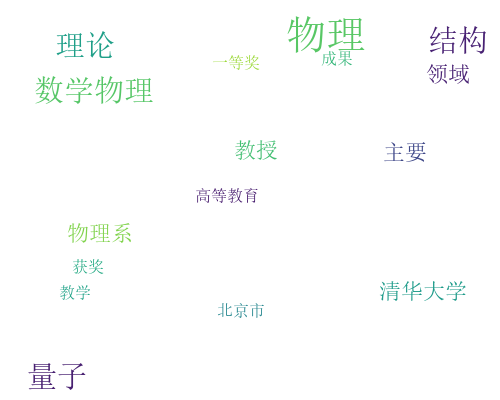 物理
结构
理论
成果
一等奖
领域
数学物理
教授
主要
高等教育
物理系
获奖
教学
清华大学
北京市
量子